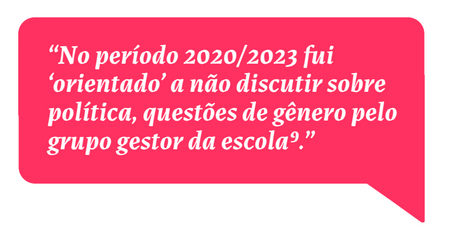 “No período 2020/2023 fui
‘orientado’ a não discutir sobre
política, questões de gênero pelo
grupo gestor da escola⁹.”